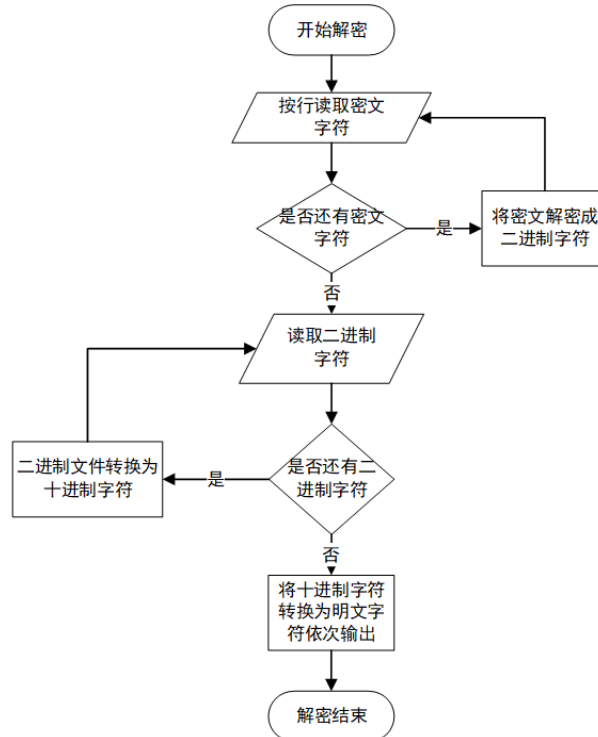 开始解密
按行读取密文
字符
是否还有密文
字符
是
将密文解密成
二进制字符
否
读取二进制
字符
是否还有二
进制字符
是
二进制文件转换为
十进制字符
否
将十进制字符
转换为明文字
符依次输出
解密结束